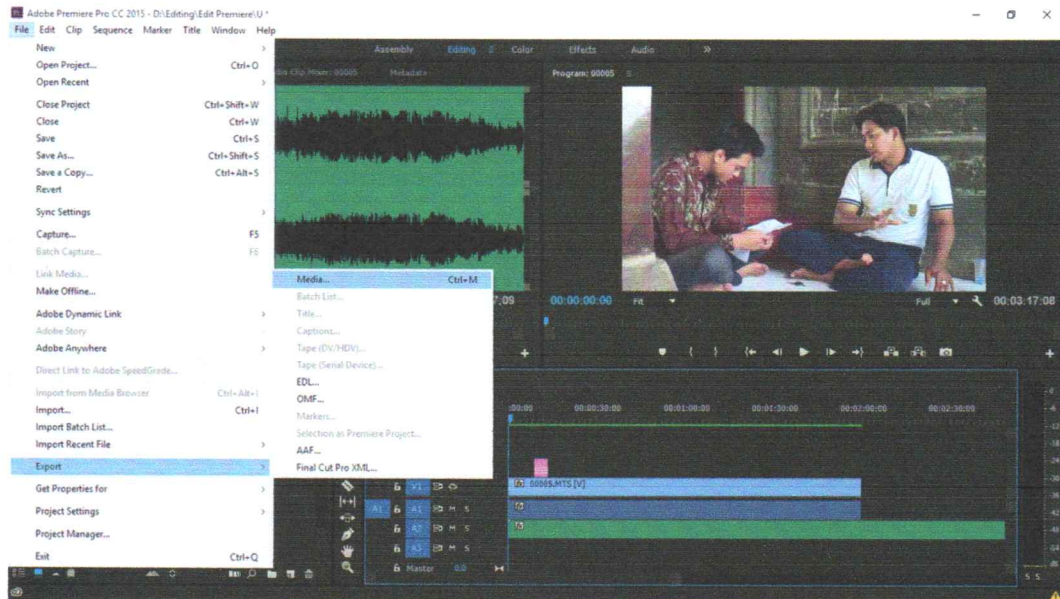 Adobe Premiere Pro CC 2015 - D:\Editing\Edit Premiere\U *
File Edit Clip Sequence Marker Title Window Help
New
Open Project... Ctrl+O
Open Recent
Close Project Ctrl+Shift+W
Close Ctrl+W
Save Ctrl+S
Save As... Ctrl+Shift+S
Save a Copy... Ctrl+Alt+S
Revert
Sync Settings
Capture... F5
Batch Capture... F6
Link Media...
Make Offline...
Adobe Dynamic Link
Adobe Story
Adobe Anywhere
Direct Link to Adobe SpeedGrade...
Import from Media Browser Ctrl+Alt+I
Import... Ctrl+I
Import Batch List...
Import Recent File
Export
Get Properties for
Project Settings
Project Manager...
Exit Ctrl+Q
Media... Ctrl+M
Batch List...
Title...
Captions...
Tape (DV/HDV)...
Tape (Serial Device)...
EDL...
OMF...
Markers...
Selection as Premiere Project...
AAF...
Final Cut Pro XML...
Assembly Editing Color Effects Audio
Clip Mixer: 00005 Metadata
Program: 00005
00:00:00:00 Fit Full 00:03:17:08
00:00:30:00 00:01:00:00 00:01:30:00 00:02:00:00 00:02:30:00
V1 00005.MTS [V]
A1 A1 M S
A2 M S
A3 M S
Master 0.0
S S